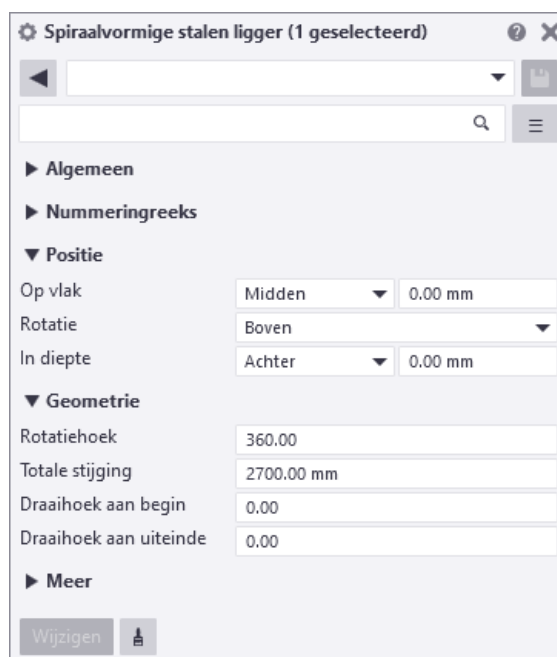 Spiraalvormige stalen ligger (1 geselecteerd)
Algemeen
Nummeringreeks
Positie
Op vlak Midden 0.00 mm
Rotatie Boven
In diepte Achter 0.00 mm
Geometrie
Rotatiehoek 360.00
Totale stijging 2700.00 mm
Draaihoek aan begin 0.00
Draaihoek aan uiteinde 0.00
Meer
Wijzigen